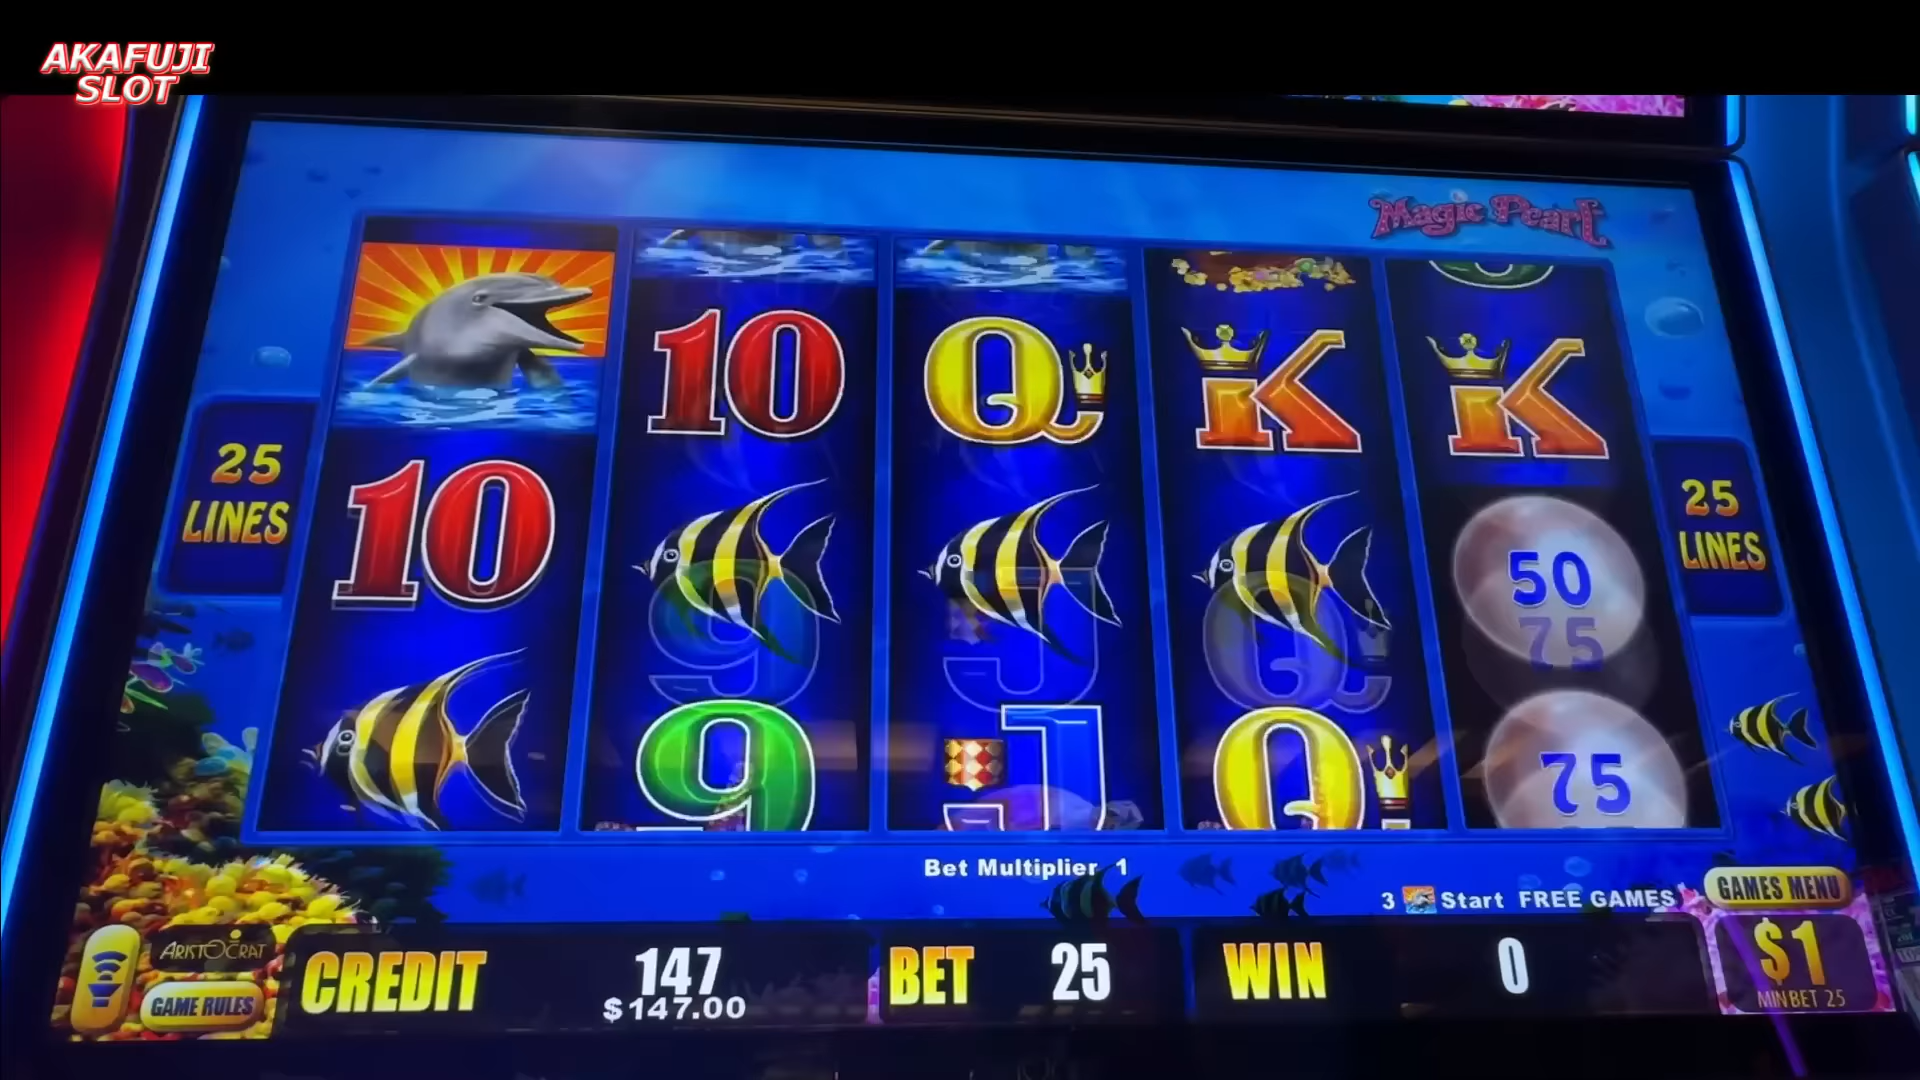 AKAFUJI
SLOT
Magic Pearl
10
Q
K
K
25
LINES
10
50
75
25
LINES
9
J
Q
75
Bet Multiplier 1
3 Start FREE GAMES
GAMES MENU
ARISTOCRAT
GAME RULES
CREDIT
147
$147.00
BET
25
WIN
0
$1
MIN BET 25